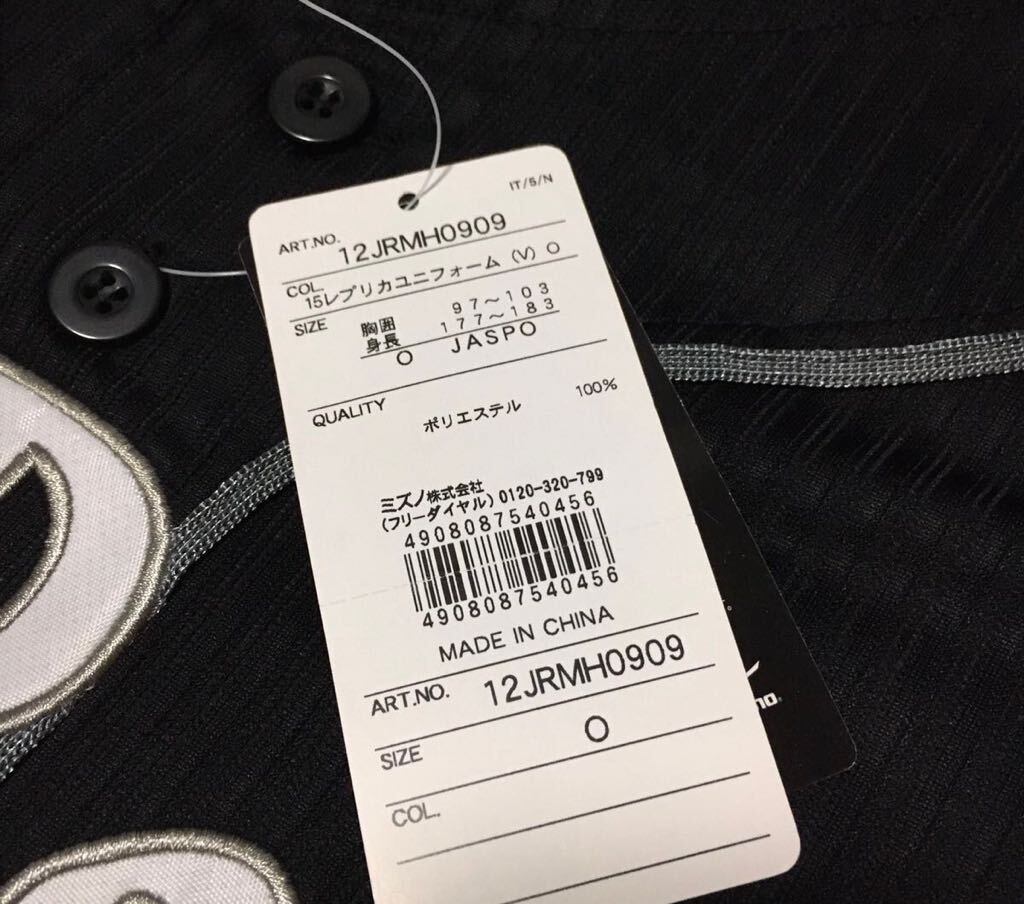 IT/5/N
ART.NO. 12JRMH0909
COL. 15レプリカユニフォーム (V) O
SIZE 胸囲 97～103
身長 177～183
O JASPO
QUALITY 100%
ポリエステル
ミズノ株式会社
(フリーダイヤル) 0120-320-799
4908087540456
4908087540456
MADE IN CHINA
ART.NO. 12JRMH0909
SIZE O
COL.